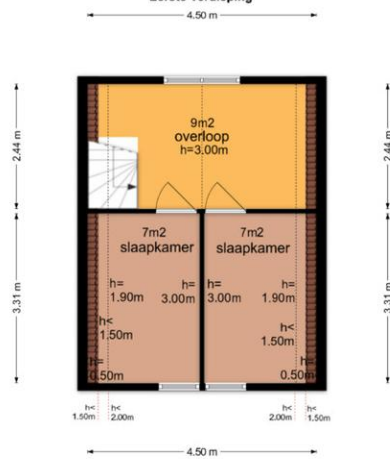 Eerste verdieping
4.50 m
2.44 m
2.44 m
9m2
overloop
h=3.00m
7m2
slaapkamer
7m2
slaapkamer
h=
1.90m
h=
3.00m
h=
3.00m
h=
1.90m
h<
1.50m
h<
1.50m
h=
0.50m
h=
0.50m
3.31 m
3.31 m
h<
1.50m
h<
2.00m
h<
2.00m
h<
1.50m
4.50 m